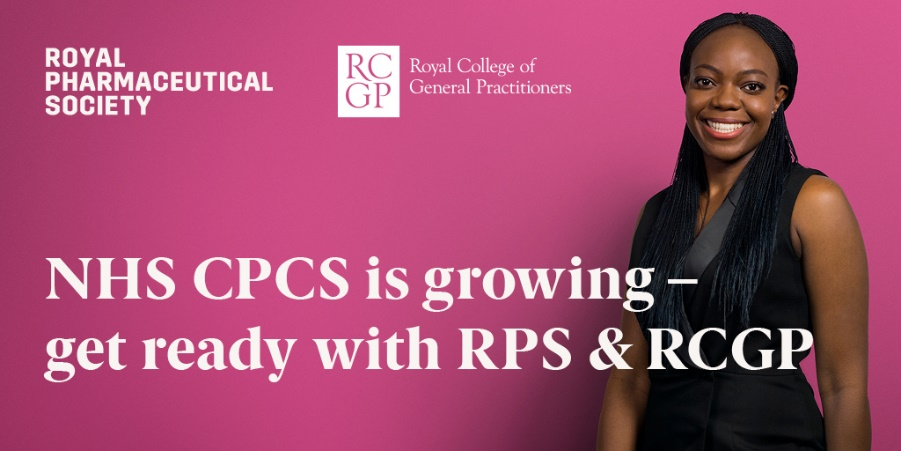 ROYAL
PHARMACEUTICAL
SOCIETY
RC
GP
Royal College of
General Practitioners
NHS CPCS is growing –
get ready with RPS & RCGP